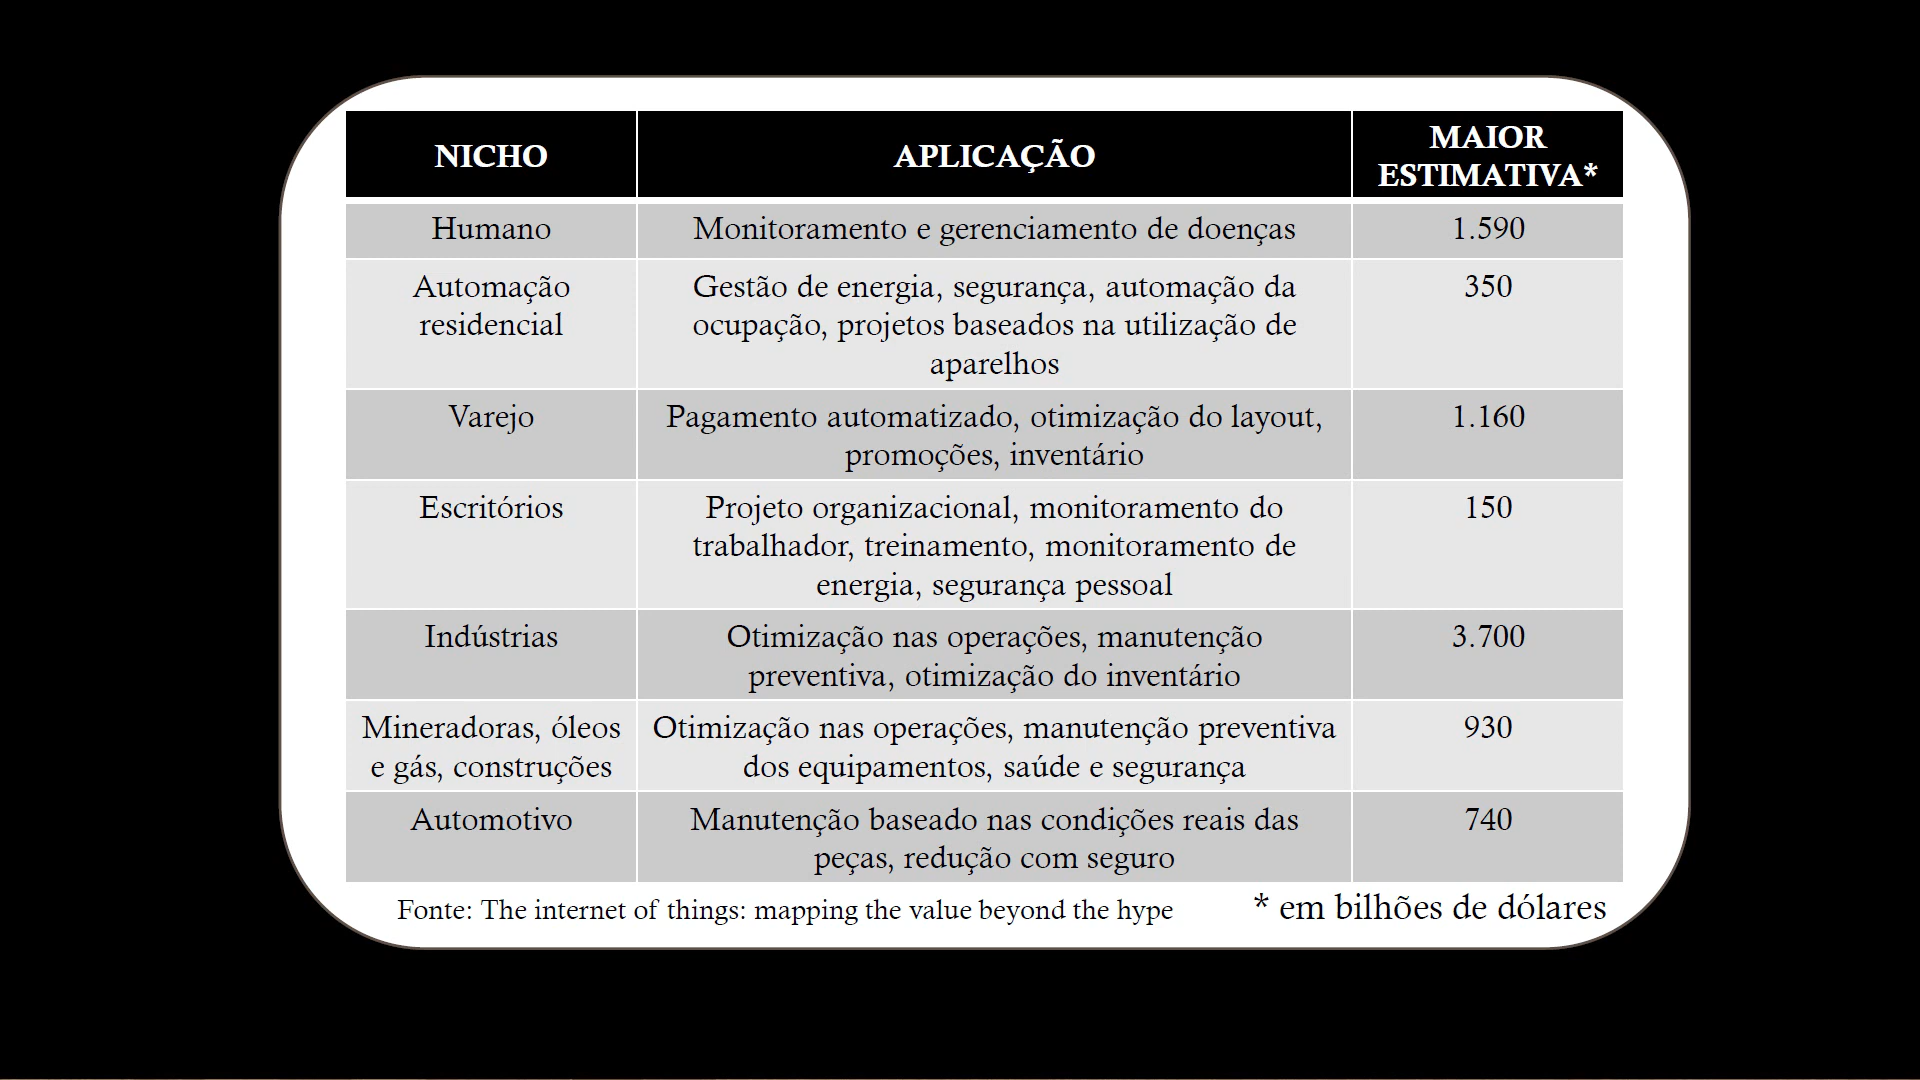 NICHO
APLICAÇÃO
MAIOR
ESTIMATIVA*
Humano
Monitoramento e gerenciamento de doenças
1.590
Automação
residencial
Gestão de energia, segurança, automação da
ocupação, projetos baseados na utilização de
aparelhos
350
Varejo
Pagamento automatizado, otimização do layout,
promoções, inventário
1.160
Escritórios
Projeto organizacional, monitoramento do
trabalhador, treinamento, monitoramento de
energia, segurança pessoal
150
Indústrias
Otimização nas operações, manutenção
preventiva, otimização do inventário
3.700
Mineradoras, óleos
e gás, construções
Otimização nas operações, manutenção preventiva
dos equipamentos, saúde e segurança
930
Automotivo
Manutenção baseado nas condições reais das
peças, redução com seguro
740
Fonte: The internet of things: mapping the value beyond the hype
* em bilhões de dólares